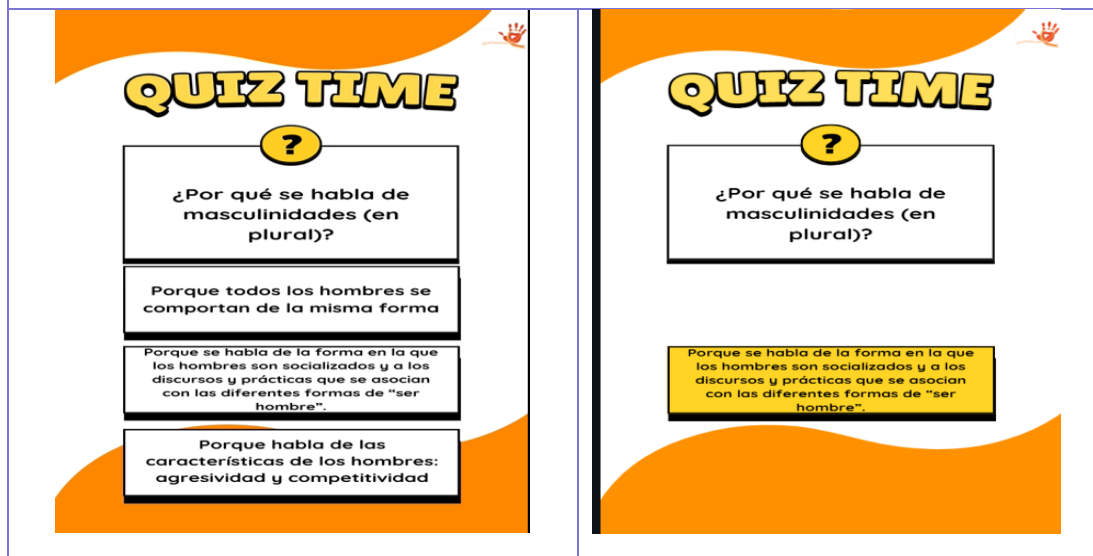 QUIZ TIME
?
¿Por qué se habla de
masculinidades (en
plural)?
Porque todos los hombres se
comportan de la misma forma
Porque se habla de la forma en la que
los hombres son socializados y a los
discursos y prácticas que se asocian
con las diferentes formas de “ser
hombre”.
Porque habla de las
características de los hombres:
agresividad y competitividad
QUIZ TIME
?
¿Por qué se habla de
masculinidades (en
plural)?
Porque se habla de la forma en la que
los hombres son socializados y a los
discursos y prácticas que se asocian
con las diferentes formas de “ser
hombre”.